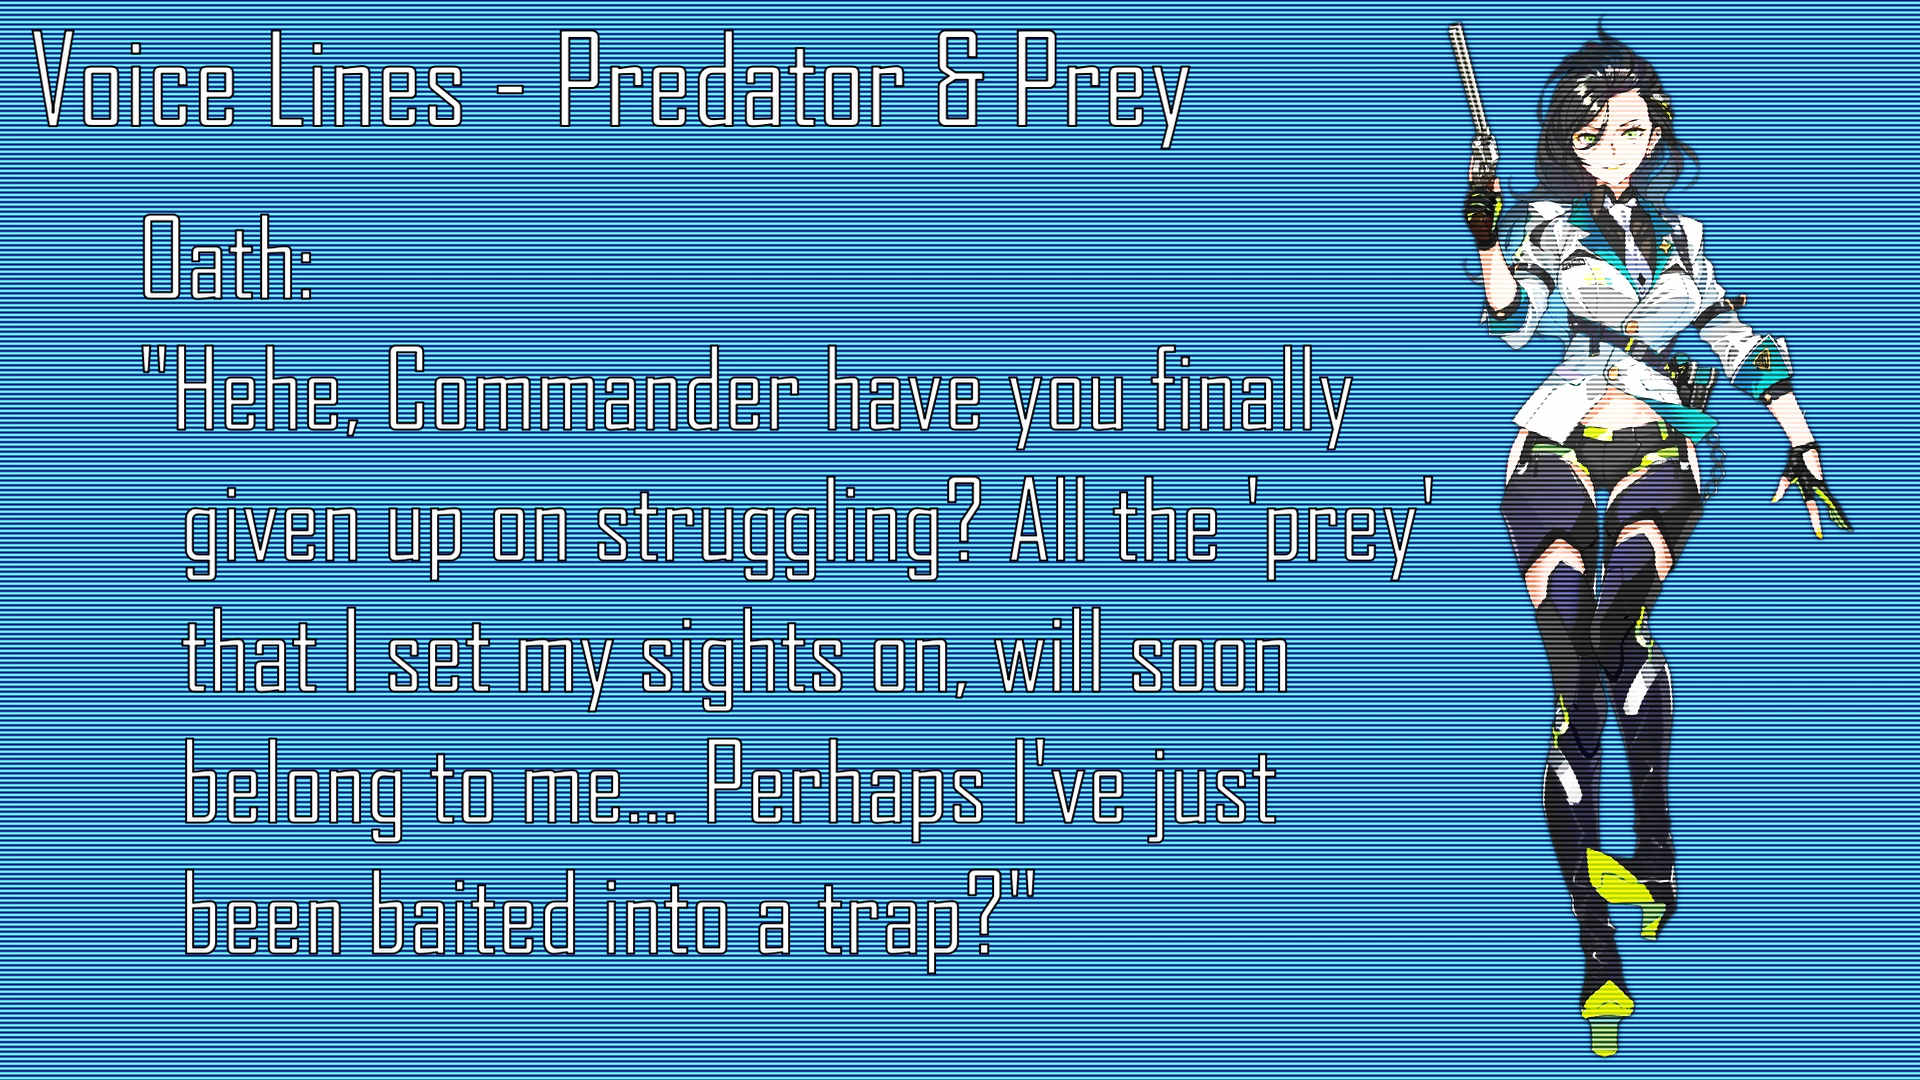 Voice Lines - Predator & Prey
Oath:
"Hehe, Commander have you finally
given up on struggling? All the 'prey'
that I set my sights on, will soon
belong to me... Perhaps I've just
been baited into a trap?"